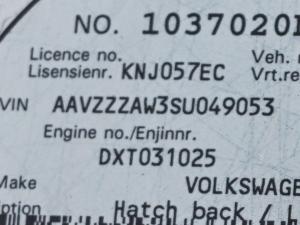 NO. 1037020
Licence no. Veh. r
Lisensienr. KNJ057EC Vrt.re
VIN AAVZZZAW3SU049053
Engine no./Enjinnr.
DXT031025
Make VOLKSWAGE
ption Hatch back / L